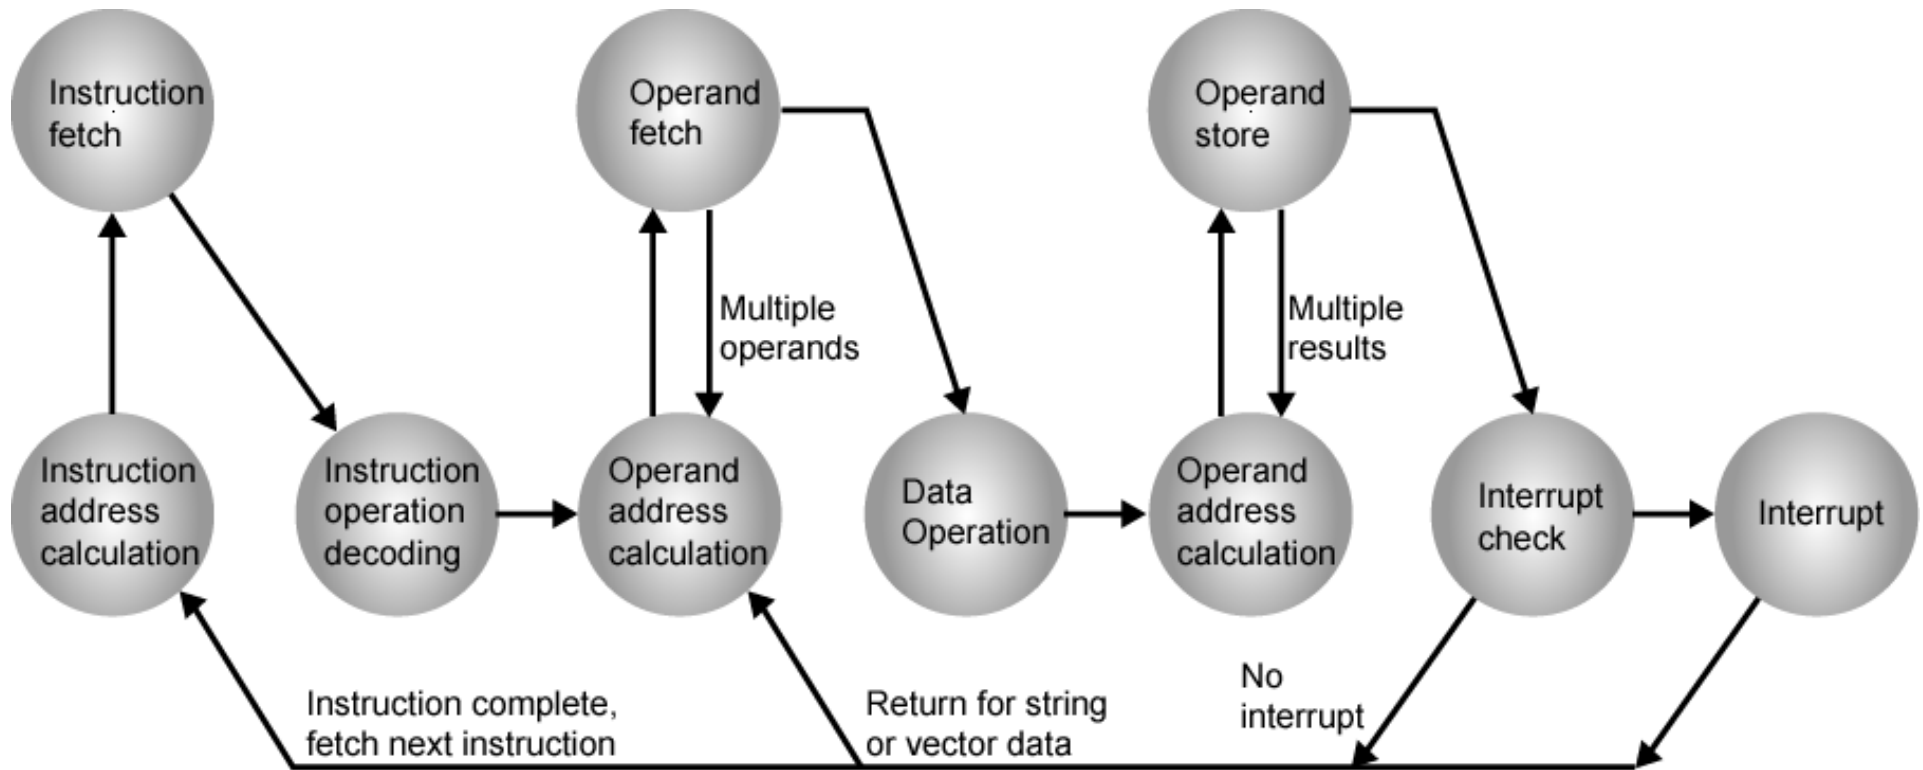 Instruction
fetch
Operand
fetch
Operand
store
Multiple
operands
Multiple
results
Instruction
address
calculation
Instruction
operation
decoding
Operand
address
calculation
Data
Operation
Operand
address
calculation
Interrupt
check
Interrupt
Instruction complete,
fetch next instruction
Return for string
or vector data
No
interrupt